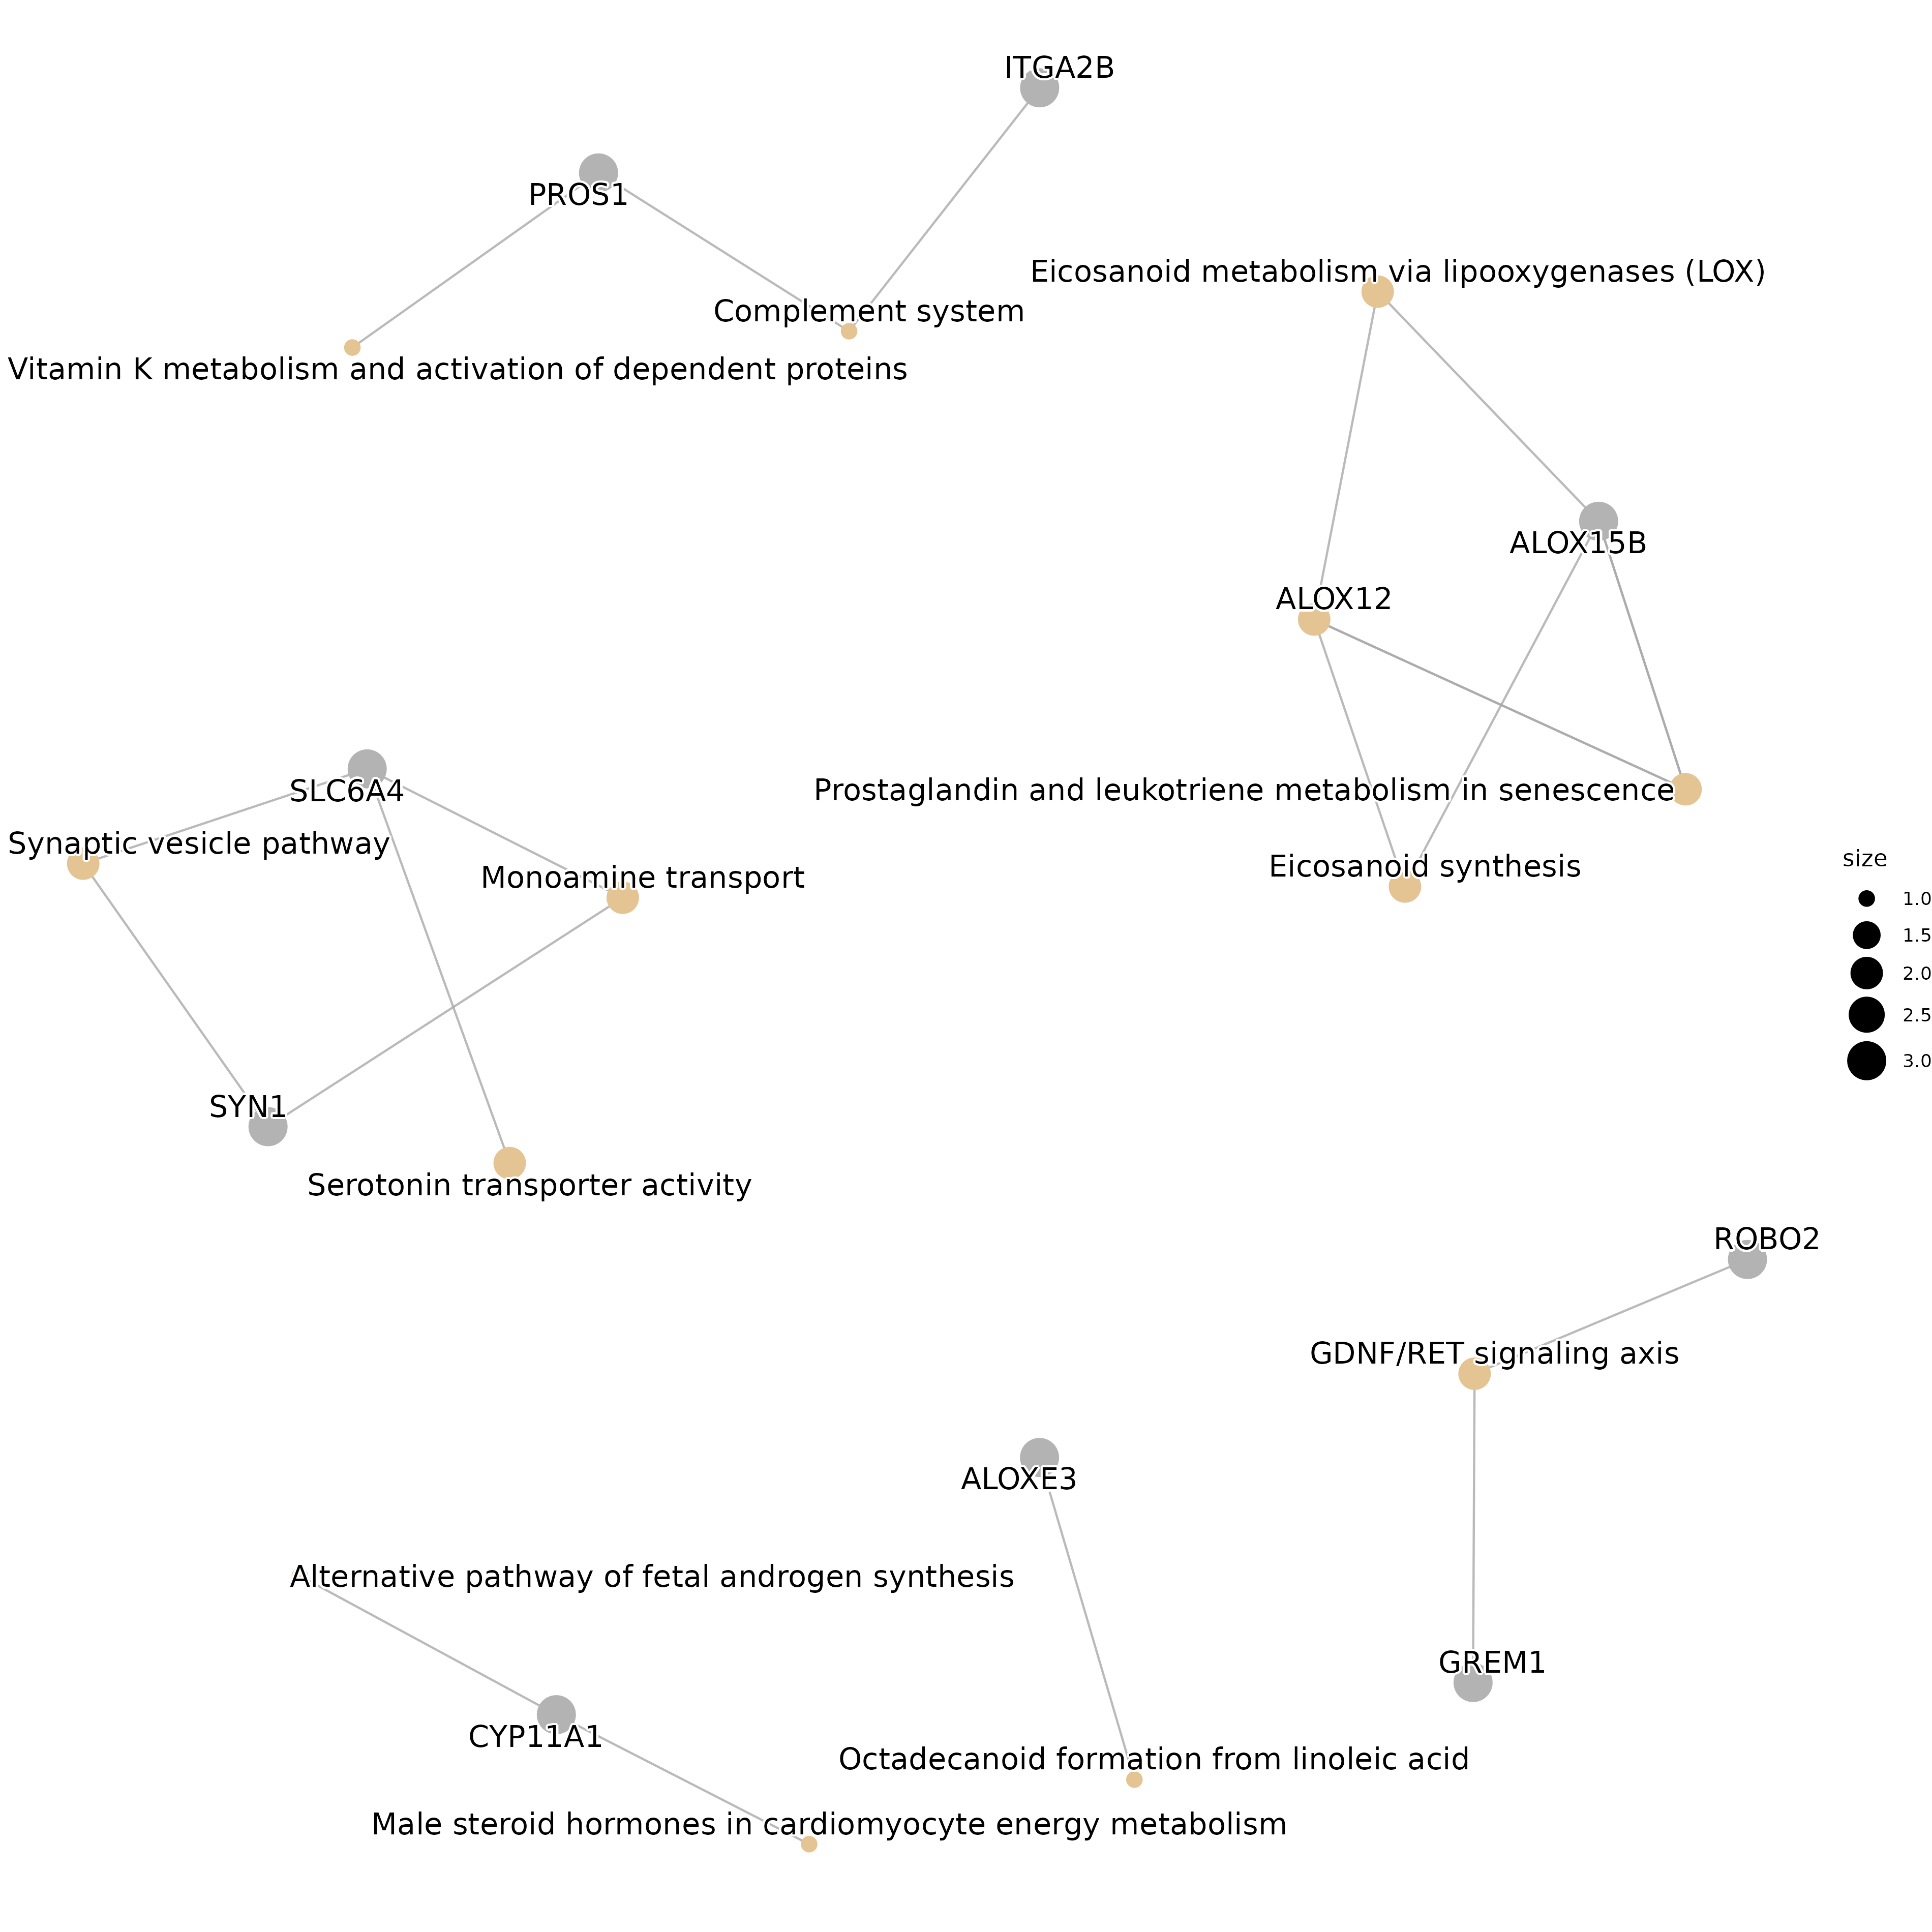 ITGA2B
PROS1
Eicosanoid metabolism via lipooxygenases (LOX)
Complement system
Vitamin K metabolism and activation of dependent proteins
ALOX15B
ALOX12
SLC6A4
Prostaglandin and leukotriene metabolism in senescence
Synaptic vesicle pathway
Monoamine transport
Eicosanoid synthesis
size
1.0
1.5
2.0
2.5
3.0
SYN1
Serotonin transporter activity
ROBO2
GDNF/RET signaling axis
ALOXE3
Alternative pathway of fetal androgen synthesis
GREM1
CYP11A1
Octadecanoid formation from linoleic acid
Male steroid hormones in cardiomyocyte energy metabolism